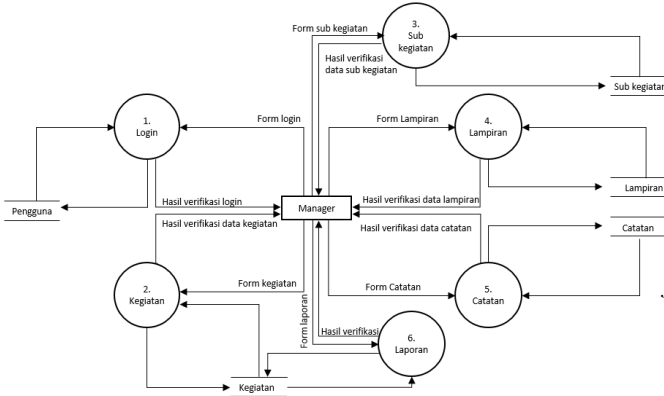 3.
Sub
kegiatan
Form sub kegiatan
Hasil verifikasi
data sub kegiatan
Sub kegiatan
1.
Login
Form login
Form Lampiran
4.
Lampiran
Hasil verifikasi login
Pengguna
Manager
Hasil verifikasi data lampiran
Lampiran
Hasil verifikasi data kegiatan
Hasil verifikasi data catatan
Catatan
2.
Kegiatan
Form kegiatan
Form Catatan
5.
Catatan
Form laporan
Hasil verifikasi
6.
Laporan
Kegiatan